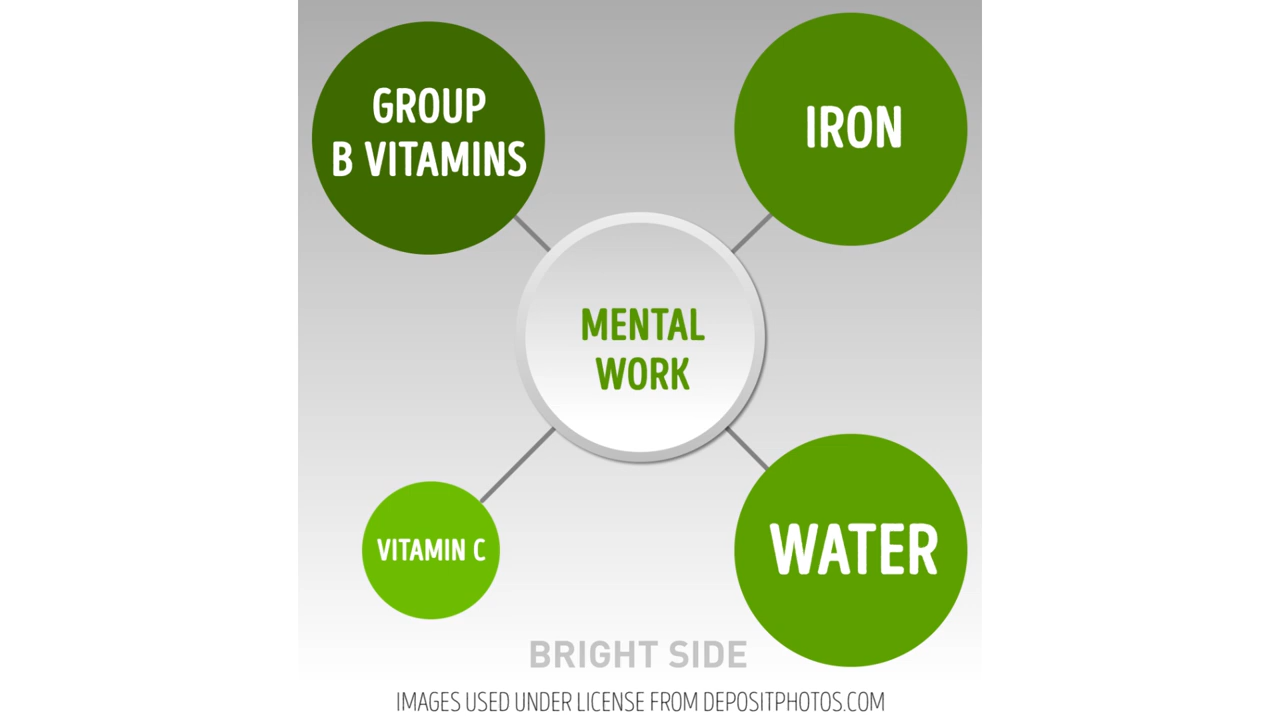 GROUP
B VITAMINS
IRON
MENTAL
WORK
VITAMIN C
WATER
BRIGHT SIDE
IMAGES USED UNDER LICENSE FROM DEPOSITPHOTOS.COM